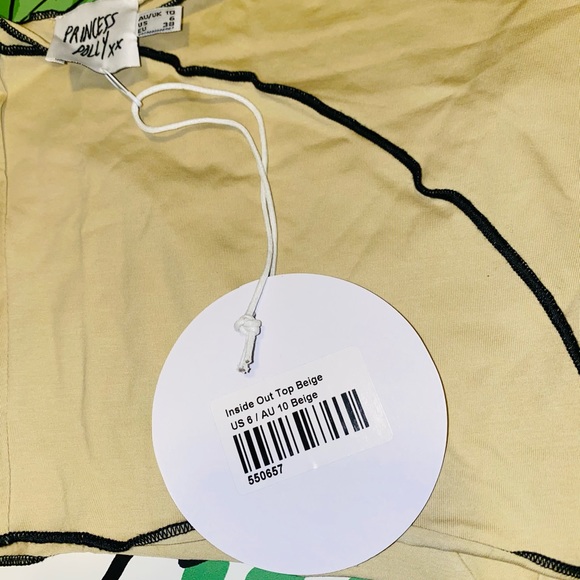 PRINCESS
POLLY xx
AU/UK 10
US 6
EU 38
Inside Out Top Beige
US 6 / AU 10 Beige
550657